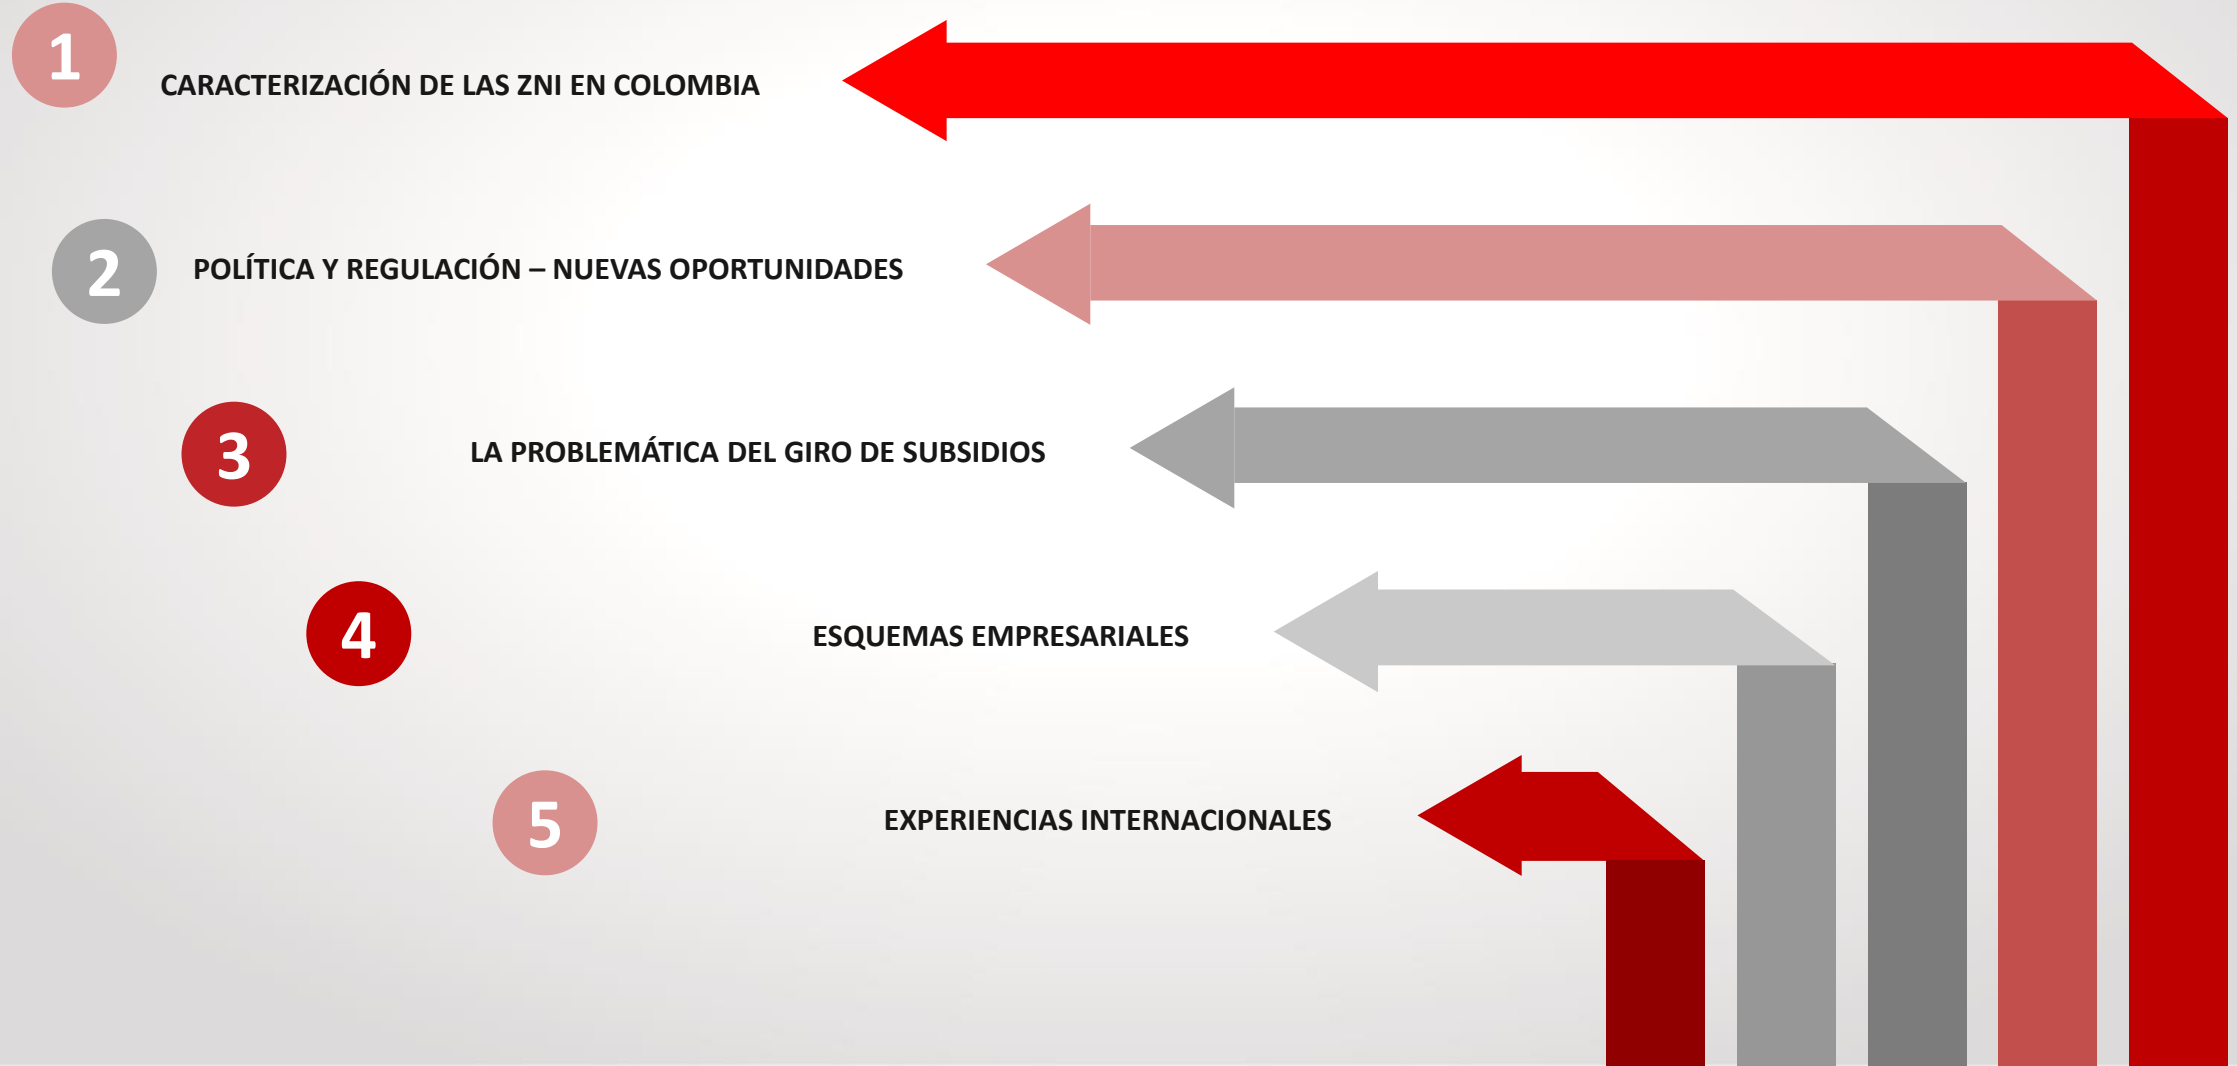 1
CARACTERIZACIÓN DE LAS ZNI EN COLOMBIA
2
POLÍTICA Y REGULACIÓN – NUEVAS OPORTUNIDADES
3
LA PROBLEMÁTICA DEL GIRO DE SUBSIDIOS
4
ESQUEMAS EMPRESARIALES
5
EXPERIENCIAS INTERNACIONALES